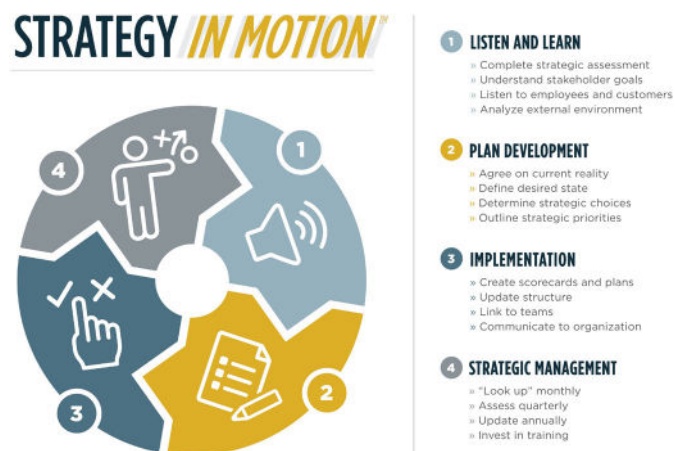 STRATEGY IN MOTION™
1
2
3
4
1 LISTEN AND LEARN
» Complete strategic assessment
» Understand stakeholder goals
» Listen to employees and customers
» Analyze external environment
2 PLAN DEVELOPMENT
» Agree on current reality
» Define desired state
» Determine strategic choices
» Outline strategic priorities
3 IMPLEMENTATION
» Create scorecards and plans
» Update structure
» Link to teams
» Communicate to organization
4 STRATEGIC MANAGEMENT
» "Look up" monthly
» Assess quarterly
» Update annually
» Invest in training